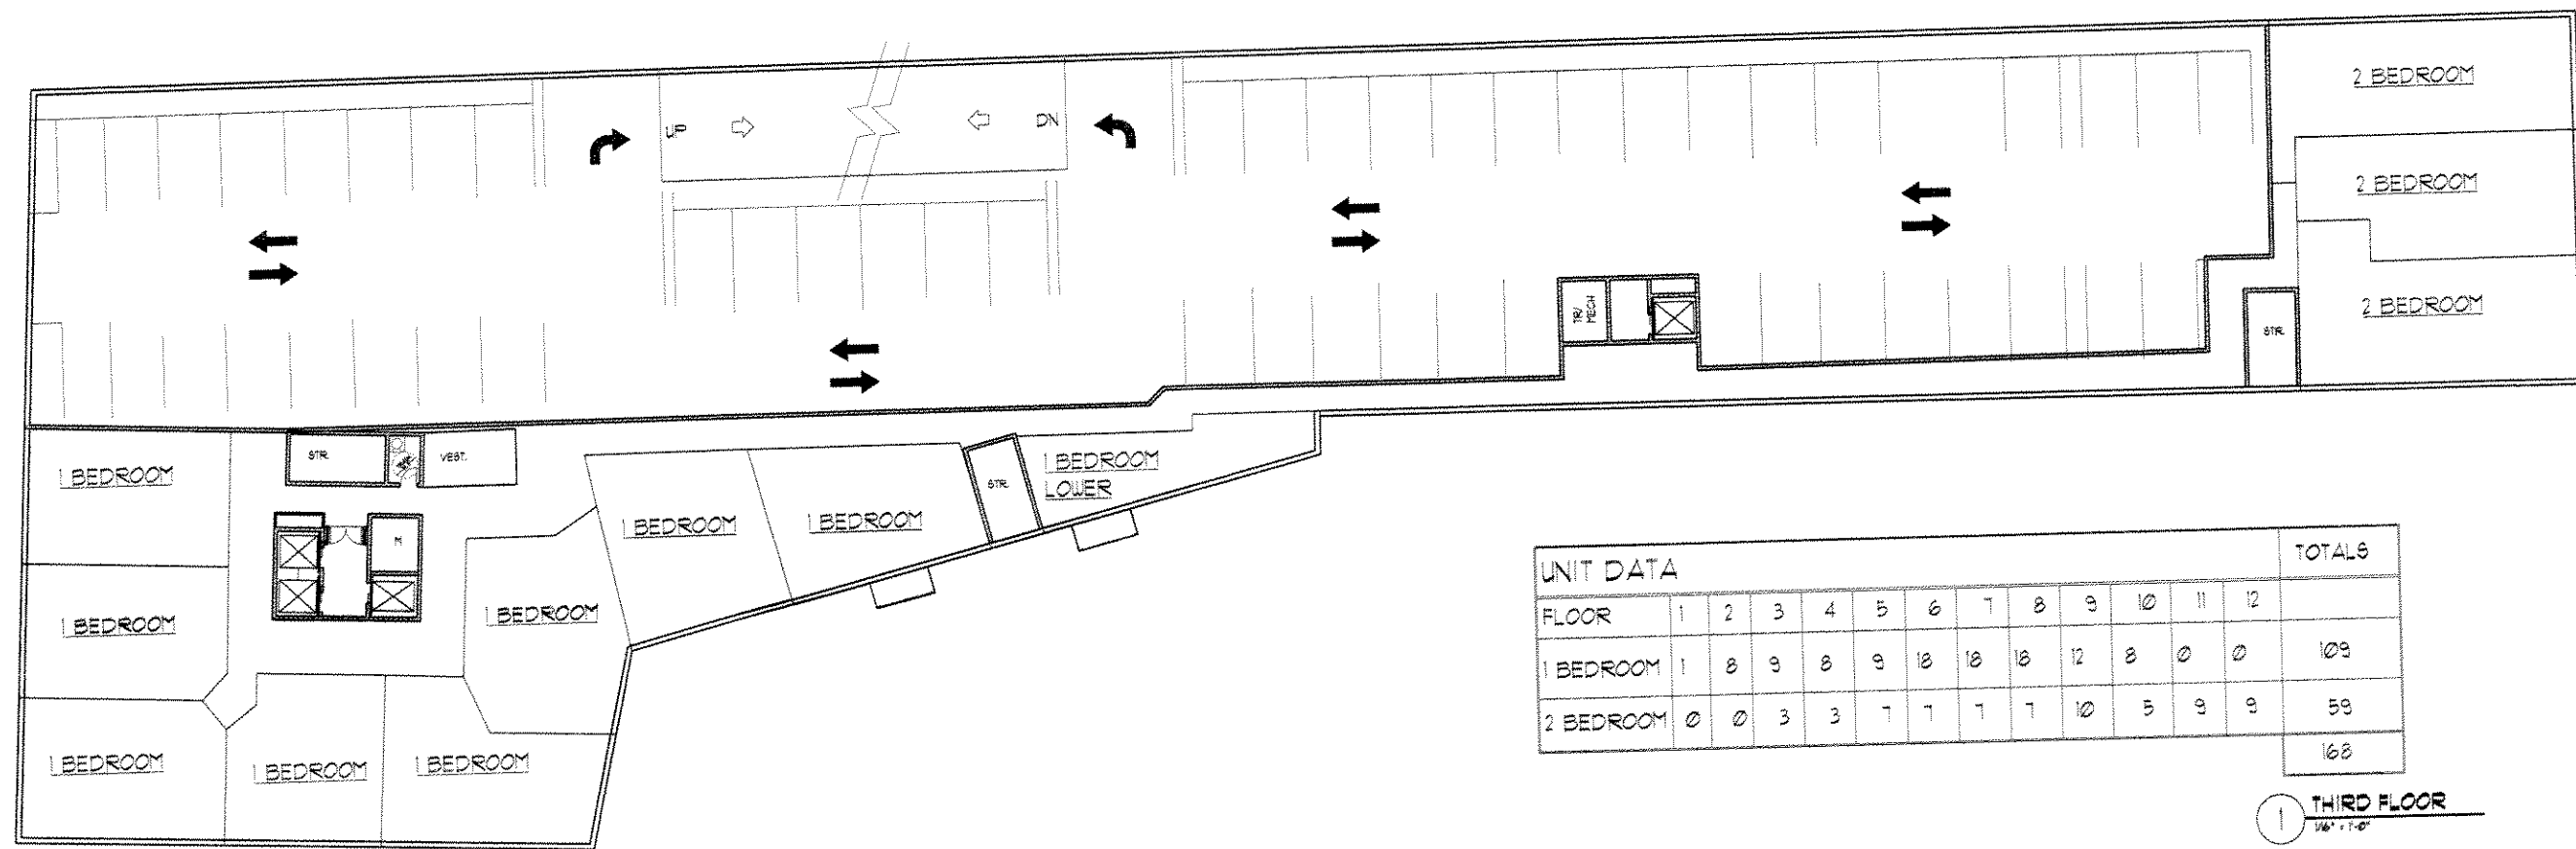 2 BEDROOM
UP
DN
2 BEDROOM
2 BEDROOM
TR/
MECH
STR.
1 BEDROOM
STR.
VEST.
1 BEDROOM
LOWER
STR.
1 BEDROOM
1 BEDROOM
M
1 BEDROOM
1 BEDROOM
1 BEDROOM
1 BEDROOM
1 BEDROOM
UNIT DATA TOTALS
FLOOR 1 2 3 4 5 6 7 8 9 10 11 12
1 BEDROOM 1 8 9 8 9 18 18 18 12 8 0 0 109
2 BEDROOM 0 0 3 3 7 7 7 7 10 5 9 9 59
168
1 THIRD FLOOR
1/16" = 1'-0"